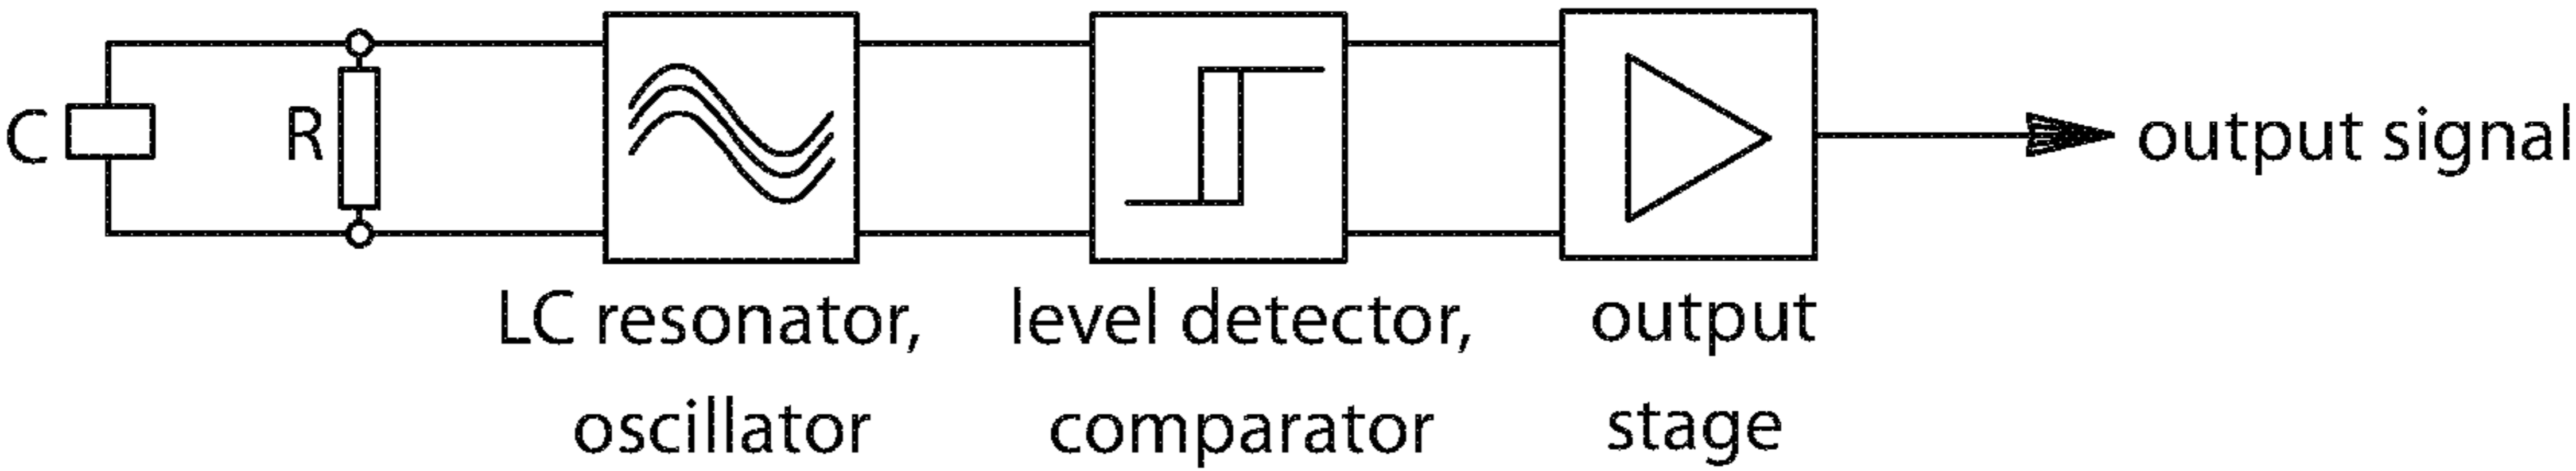 C
R
output signal
LC resonator,
oscillator
level detector,
comparator
output
stage